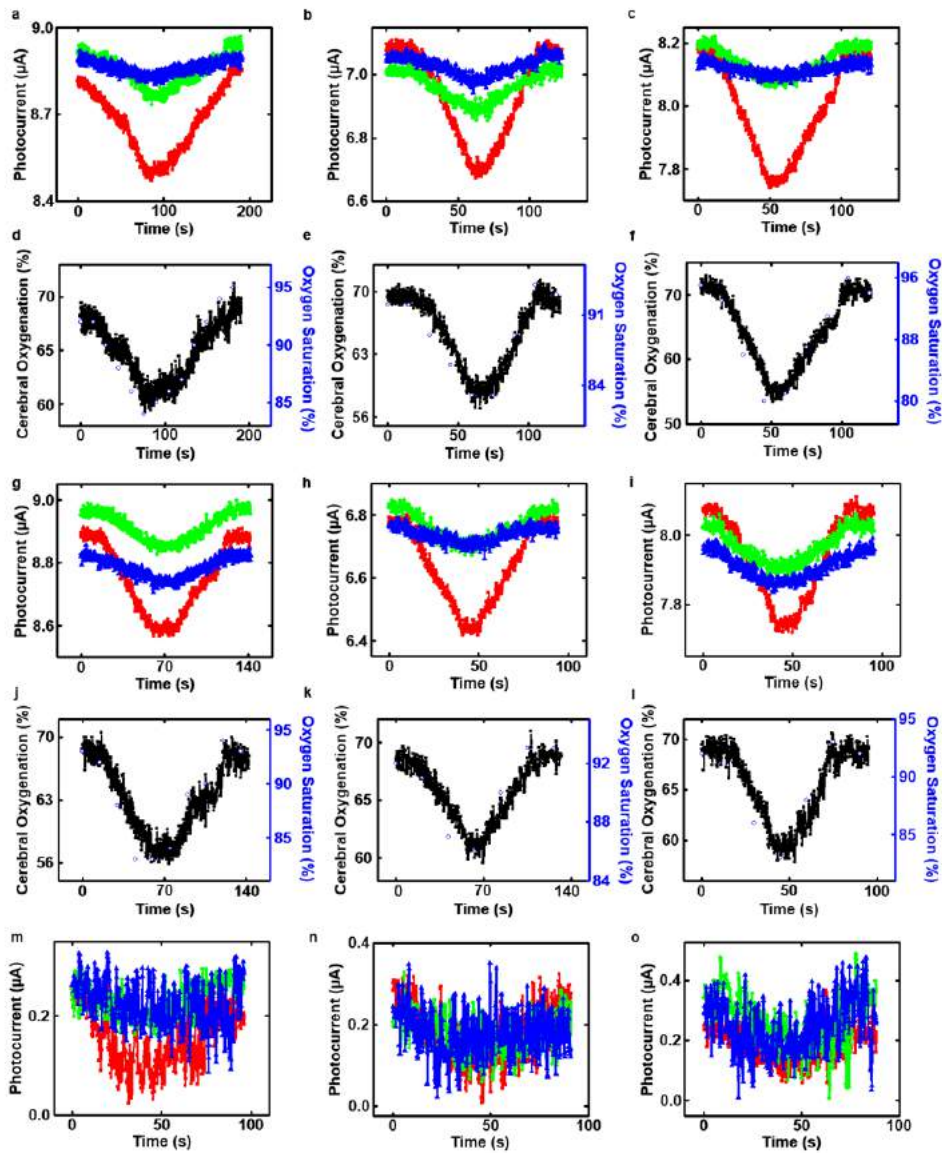 a b c
9.0 8.7 8.4 Photocurrent (µA) 0 100 200 Time (s)
7.0 6.8 6.6 Photocurrent (µA) 0 50 100 Time (s)
8.2 8.0 7.8 Photocurrent (µA) 0 50 100 Time (s)
d e f
70 65 60 Cerebral Oxygenation (%) 95 90 85 Oxygen Saturation (%) 0 100 200 Time (s)
70 63 56 Cerebral Oxygenation (%) 91 84 Oxygen Saturation (%) 0 50 100 Time (s)
70 60 50 Cerebral Oxygenation (%) 96 88 80 Oxygen Saturation (%) 0 50 100 Time (s)
g h i
9.0 8.8 8.6 Photocurrent (µA) 0 70 140 Time (s)
6.8 6.6 6.4 Photocurrent (µA) 0 50 100 Time (s)
8.0 7.8 Photocurrent (µA) 0 50 100 Time (s)
j k l
70 63 56 Cerebral Oxygenation (%) 95 90 85 Oxygen Saturation (%) 0 70 140 Time (s)
70 65 60 Cerebral Oxygenation (%) 92 88 84 Oxygen Saturation (%) 0 70 140 Time (s)
70 65 60 Cerebral Oxygenation (%) 95 90 85 Oxygen Saturation (%) 0 50 100 Time (s)
m n o
0.2 0.0 Photocurrent (µA) 0 50 100 Time (s)
0.4 0.2 0.0 Photocurrent (µA) 0 50 100 Time (s)
0.4 0.2 0.0 Photocurrent (µA) 0 50 100 Time (s)